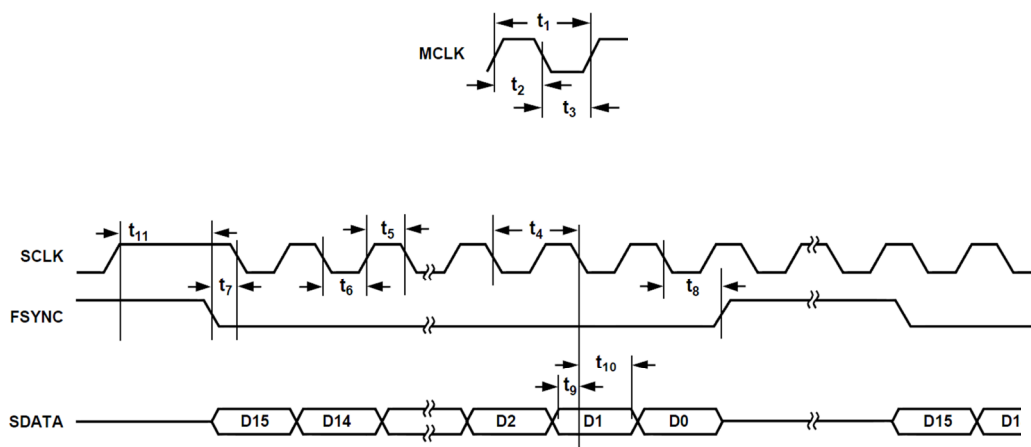 t1
MCLK
t2
t3
t11
t5
t4
SCLK
t7
t6
t8
FSYNC
t10
t9
SDATA
D15
D14
D2
D1
D0
D15
D1